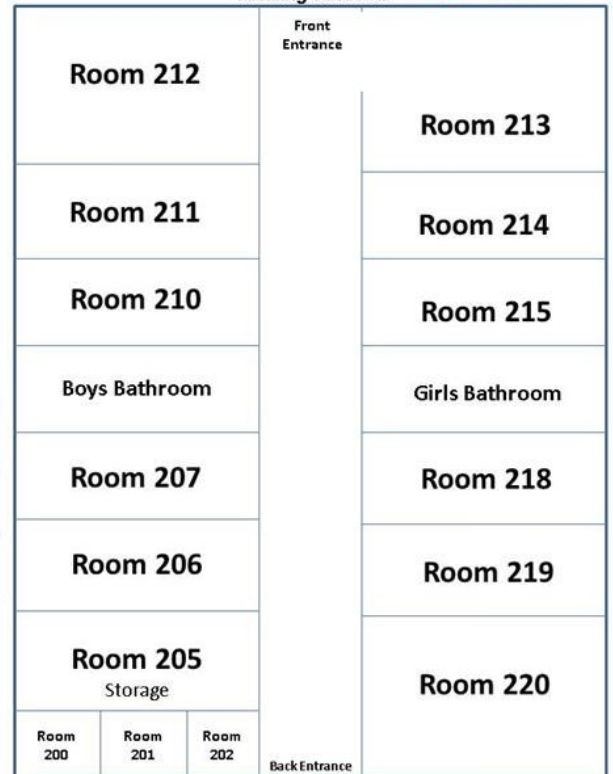 Front
Entrance
Room 212
Room 213
Room 211
Room 214
Room 210
Room 215
Boys Bathroom
Girls Bathroom
Room 207
Room 218
Room 206
Room 219
Room 205
Storage
Room 220
Room
200
Room
201
Room
202
Back Entrance